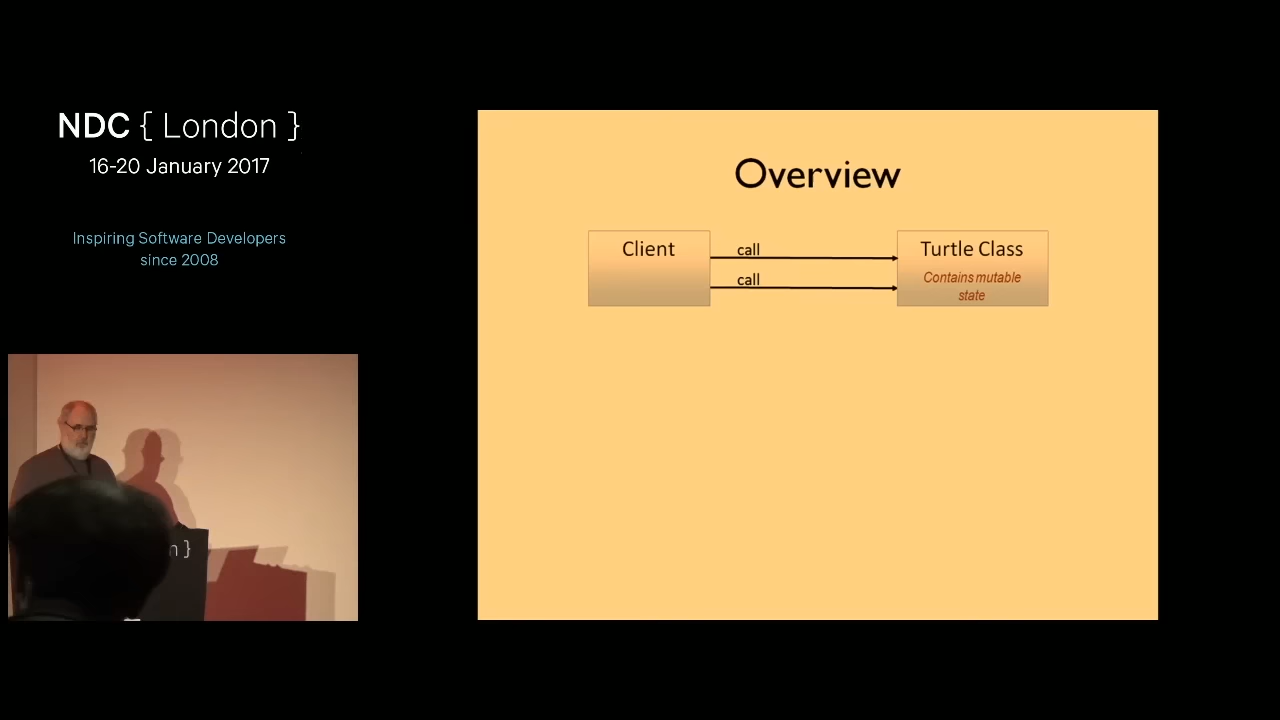 NDC { London }
16-20 January 2017
Inspiring Software Developers
since 2008
n }
Overview
Client
call
call
Turtle Class
Contains mutable
state